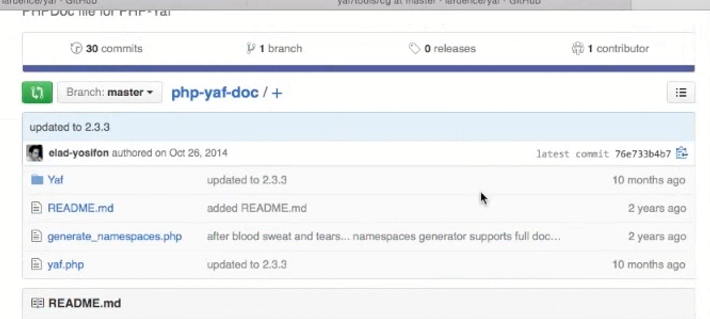 laruence/yaf · GitHub
yaf/tools/cg at master · laruence/yaf · GitHub
PHPDoc file for PHP-Yaf
30 commits
1 branch
0 releases
1 contributor
Branch: master
php-yaf-doc / +
updated to 2.3.3
elad-yosifon authored on Oct 26, 2014
latest commit 76e733b4b7
Yaf updated to 2.3.3 10 months ago
README.md added README.md 2 years ago
generate_namespaces.php after blood sweat and tears... namespaces generator supports full doc... 2 years ago
yaf.php updated to 2.3.3 10 months ago
README.md